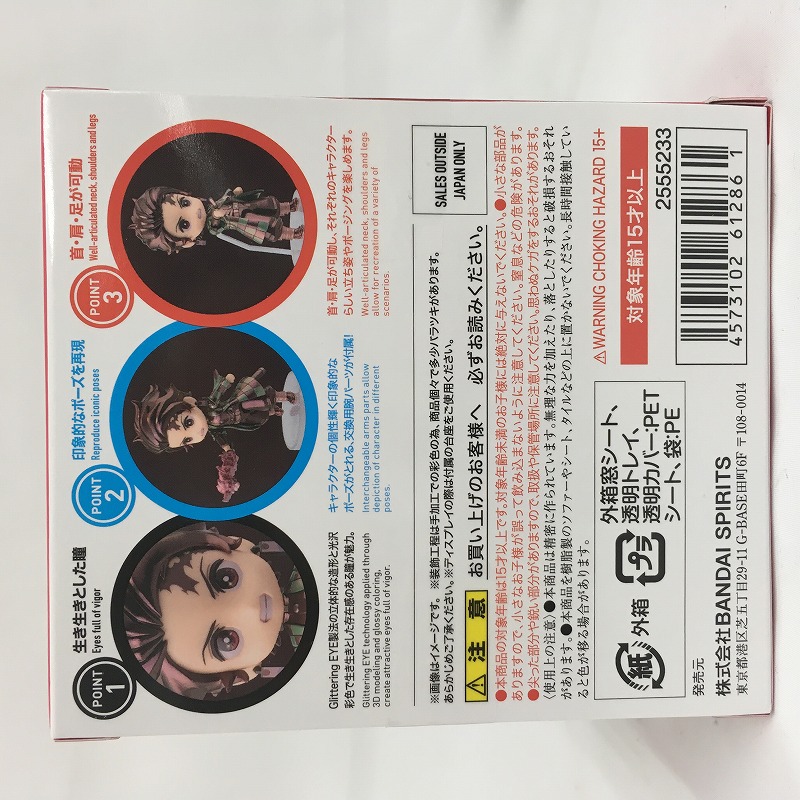 POINT 1
生き生きとした瞳
Eyes full of vigor
Glittering EYE製法の立体的な造形と光沢
彩色で生き生きとした存在感のある瞳が魅力。
Glittering EYE technology applied through
3D modeling and glossy coloring,
create attractive eyes full of vigor.
POINT 2
印象的なポーズを再現
Reproduce iconic poses
キャラクターの個性輝く印象的な
ポーズがとれる、交換用腕パーツが付属!
Interchangeable arms parts allow
depiction of character in different
poses.
POINT 3
首・肩・足が可動
Well-articulated neck, shoulders and legs
首・肩・足が可動し、それぞれのキャラクター
らしい立ち姿やポージングを楽しめます。
Well-articulated neck, shoulders and legs
allow for recreation of a variety of
scenarios.
※画像はイメージです。※装飾工程は手加工での彩色の為、商品個々で多少バラツキがあります。
あらかじめご了承ください。※ディスプレイの際は付属の台座をご使用ください。
注意 お買い上げのお客様へ 必ずお読みください。
SALES OUTSIDE
JAPAN ONLY
●本商品の対象年齢は15才以上です。対象年齢未満のお子様には絶対に与えないでください。●小さな部品が
ありますので、小さなお子様が誤って飲み込まないように注意してください。窒息などの危険があります。
●尖った部分や鋭い部分がありますので、取扱や保管場所に注意してください。思わぬケガをするおそれがあります。
〈使用上の注意〉●本商品は精密に作られています。無理な力を加えたり、落としたりすると破損するおそれ
があります。●本商品を樹脂製のソファーやシート、タイルなどの上に置かないでください。長時間接触してい
ると色が移る場合があります。
⚠WARNING CHOKING HAZARD 15+
紙 外箱
プラ
外箱窓シート、
透明トレイ、
透明カバー:PET
シート、袋:PE
対象年齢15才以上
2555233
4573102 612861
発売元
株式会社BANDAI SPIRITS
東京都港区芝五丁目29-11 G-BASE田町6F 〒108-0014